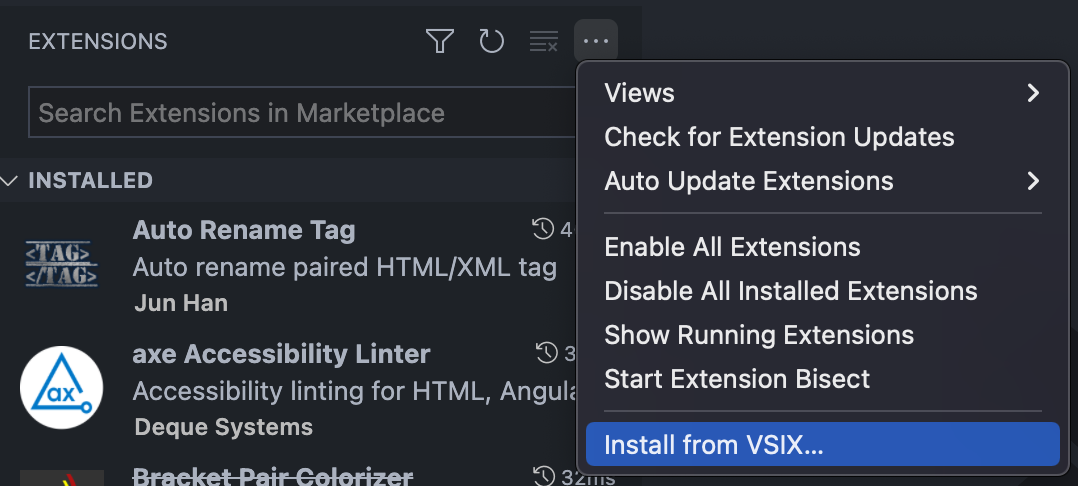 EXTENSIONS
Search Extensions in Marketplace
INSTALLED
<TAG>
</TAG>
Auto Rename Tag
4
Auto rename paired HTML/XML tag
Jun Han
ax
axe Accessibility Linter
3
Accessibility linting for HTML, Angula
Deque Systems
Bracket Pair Colorizer
32ms
Views
Check for Extension Updates
Auto Update Extensions
Enable All Extensions
Disable All Installed Extensions
Show Running Extensions
Start Extension Bisect
Install from VSIX...